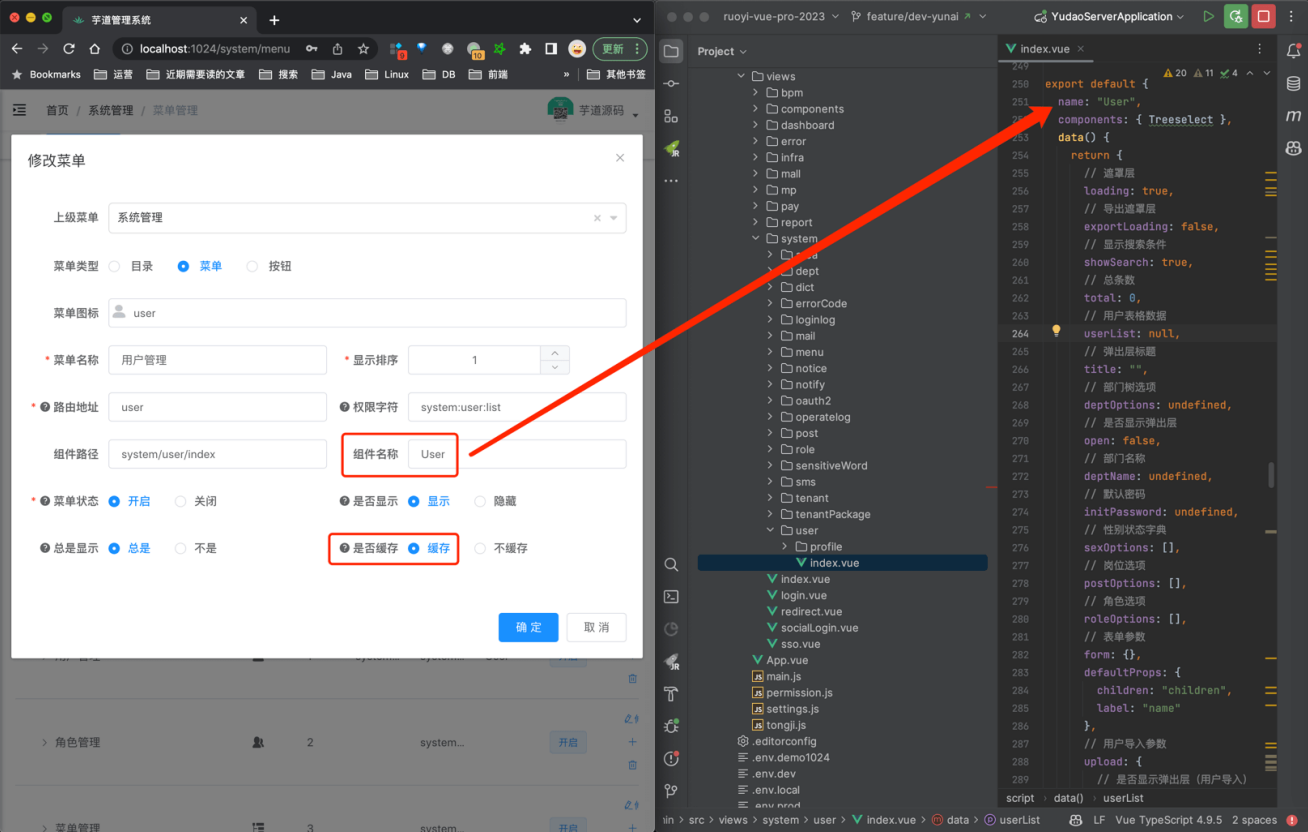 芋道管理系统
localhost:1024/system/menu
9
10
更新
Bookmarks 运营 近期需要读的文章 搜索 Java Linux DB 前端 » 其他书签
首页 / 系统管理 / 菜单管理
芋道源码
修改菜单
上级菜单 系统管理
菜单类型 目录 菜单 按钮
菜单图标 user
* 菜单名称 用户管理 * 显示排序 1
* 路由地址 user 权限字符 system:user:list
组件路径 system/user/index 组件名称 User
* 菜单状态 开启 关闭 是否显示 显示 隐藏
总是显示 总是 不是 是否缓存 缓存 不缓存
确 定 取 消
角色管理 2 system... 开启
菜单管理 3 system... 开启
ruoyi-vue-pro-2023 feature/dev-yunai YudaoServerApplication
Project
views
bpm
components
dashboard
error
infra
mall
mp
pay
report
system
dept
dict
errorCode
loginlog
mail
menu
notice
notify
oauth2
operatelog
post
role
sensitiveWord
sms
tenant
tenantPackage
user
profile
index.vue
index.vue
login.vue
redirect.vue
socialLogin.vue
sso.vue
App.vue
main.js
permission.js
settings.js
tongji.js
.editorconfig
.env.demo1024
.env.dev
.env.local
.env.prod
index.vue
20 11 4
249
250 export default {
251 name: "User",
components: { Treeselect },
253 data() {
254 return {
255 // 遮罩层
256 loading: true,
257 // 导出遮罩层
258 exportLoading: false,
259 // 显示搜索条件
260 showSearch: true,
261 // 总条数
262 total: 0,
263 // 用户表格数据
264 userList: null,
265 // 弹出层标题
266 title: "",
267 // 部门树选项
268 deptOptions: undefined,
269 // 是否显示弹出层
270 open: false,
271 // 部门名称
272 deptName: undefined,
273 // 默认密码
274 initPassword: undefined,
275 // 性别状态字典
276 sexOptions: [],
277 // 岗位选项
278 postOptions: [],
279 // 角色选项
280 roleOptions: [],
281 // 表单参数
282 form: {},
283 defaultProps: {
284 children: "children",
285 label: "name"
286 },
287 // 用户导入参数
288 upload: {
289 // 是否显示弹出层（用户导入）
script › data() › userList
src › views › system › user › index.vue › data › userList
LF Vue TypeScript 4.9.5 2 spaces